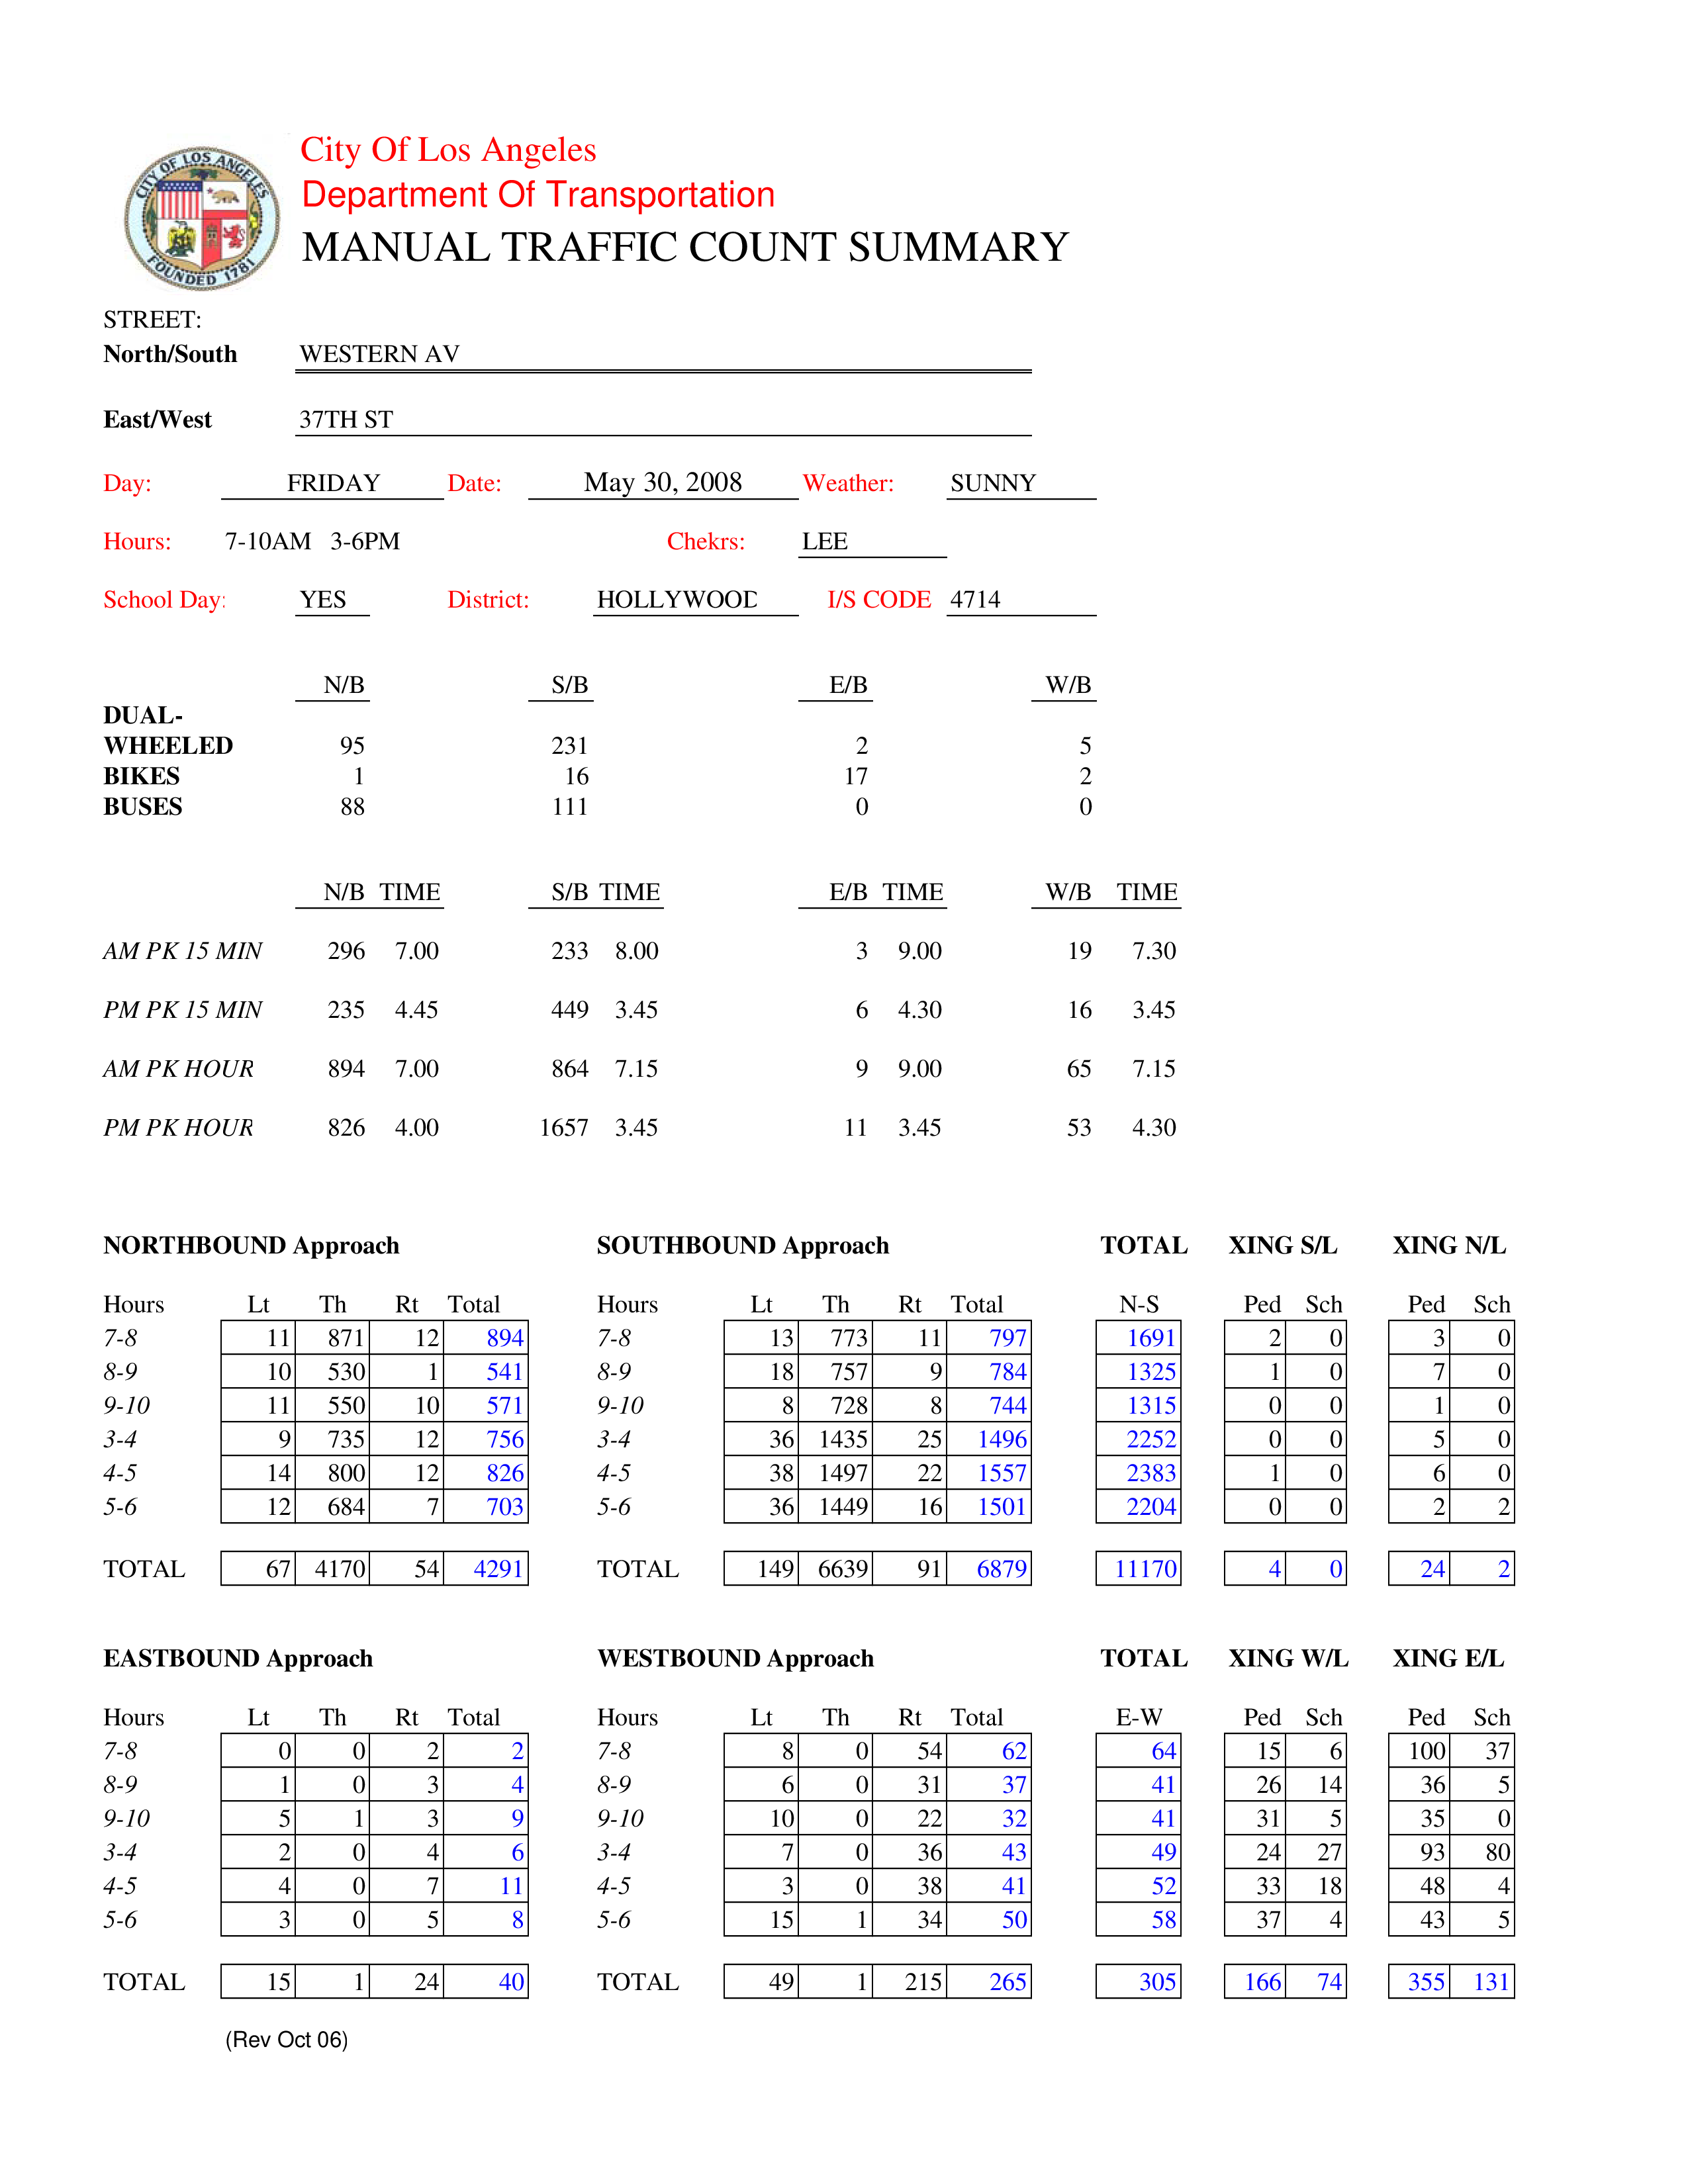 CITY OF LOS ANGELES
FOUNDED 1781
City Of Los Angeles
Department Of Transportation
MANUAL TRAFFIC COUNT SUMMARY
STREET:
North/South WESTERN AV
East/West 37TH ST
Day: FRIDAY Date: May 30, 2008 Weather: SUNNY
Hours: 7-10AM 3-6PM Chekrs: LEE
School Day: YES District: HOLLYWOOD I/S CODE 4714
N/B S/B E/B W/B
DUAL-
WHEELED 95 231 2 5
BIKES 1 16 17 2
BUSES 88 111 0 0
N/B TIME S/B TIME E/B TIME W/B TIME
AM PK 15 MIN 296 7.00 233 8.00 3 9.00 19 7.30
PM PK 15 MIN 235 4.45 449 3.45 6 4.30 16 3.45
AM PK HOUR 894 7.00 864 7.15 9 9.00 65 7.15
PM PK HOUR 826 4.00 1657 3.45 11 3.45 53 4.30
NORTHBOUND Approach SOUTHBOUND Approach TOTAL XING S/L XING N/L
Hours Lt Th Rt Total Hours Lt Th Rt Total N-S Ped Sch Ped Sch
7-8 11 871 12 894 7-8 13 773 11 797 1691 2 0 3 0
8-9 10 530 1 541 8-9 18 757 9 784 1325 1 0 7 0
9-10 11 550 10 571 9-10 8 728 8 744 1315 0 0 1 0
3-4 9 735 12 756 3-4 36 1435 25 1496 2252 0 0 5 0
4-5 14 800 12 826 4-5 38 1497 22 1557 2383 1 0 6 0
5-6 12 684 7 703 5-6 36 1449 16 1501 2204 0 0 2 2
TOTAL 67 4170 54 4291 TOTAL 149 6639 91 6879 11170 4 0 24 2
EASTBOUND Approach WESTBOUND Approach TOTAL XING W/L XING E/L
Hours Lt Th Rt Total Hours Lt Th Rt Total E-W Ped Sch Ped Sch
7-8 0 0 2 2 7-8 8 0 54 62 64 15 6 100 37
8-9 1 0 3 4 8-9 6 0 31 37 41 26 14 36 5
9-10 5 1 3 9 9-10 10 0 22 32 41 31 5 35 0
3-4 2 0 4 6 3-4 7 0 36 43 49 24 27 93 80
4-5 4 0 7 11 4-5 3 0 38 41 52 33 18 48 4
5-6 3 0 5 8 5-6 15 1 34 50 58 37 4 43 5
TOTAL 15 1 24 40 TOTAL 49 1 215 265 305 166 74 355 131
(Rev Oct 06)